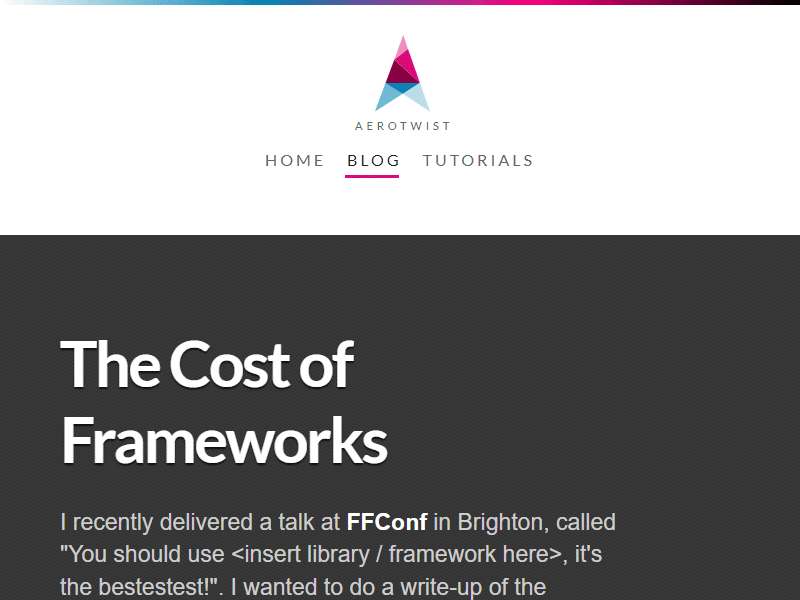 AEROTWIST
HOME BLOG TUTORIALS
The Cost of
Frameworks
I recently delivered a talk at FFConf in Brighton, called
"You should use <insert library / framework here>, it's
the bestestest!". I wanted to do a write-up of the